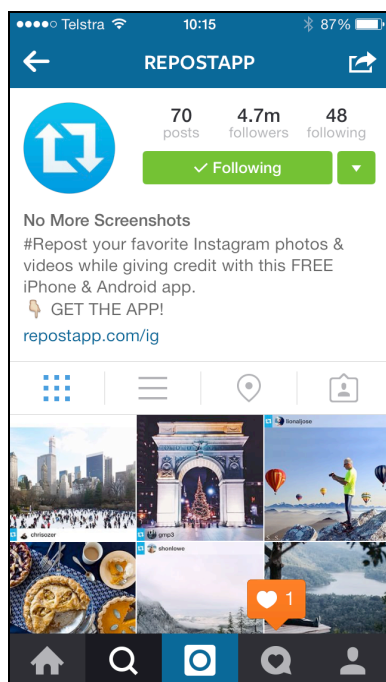 Telstra 10:15 87%
REPOSTAPP
70 4.7m 48
posts followers following
✓ Following
No More Screenshots
#Repost your favorite Instagram photos &
videos while giving credit with this FREE
iPhone & Android app.
👇🏼 GET THE APP!
repostapp.com/ig
lionaljose
chrisozer
gmp3
shonlowe
1